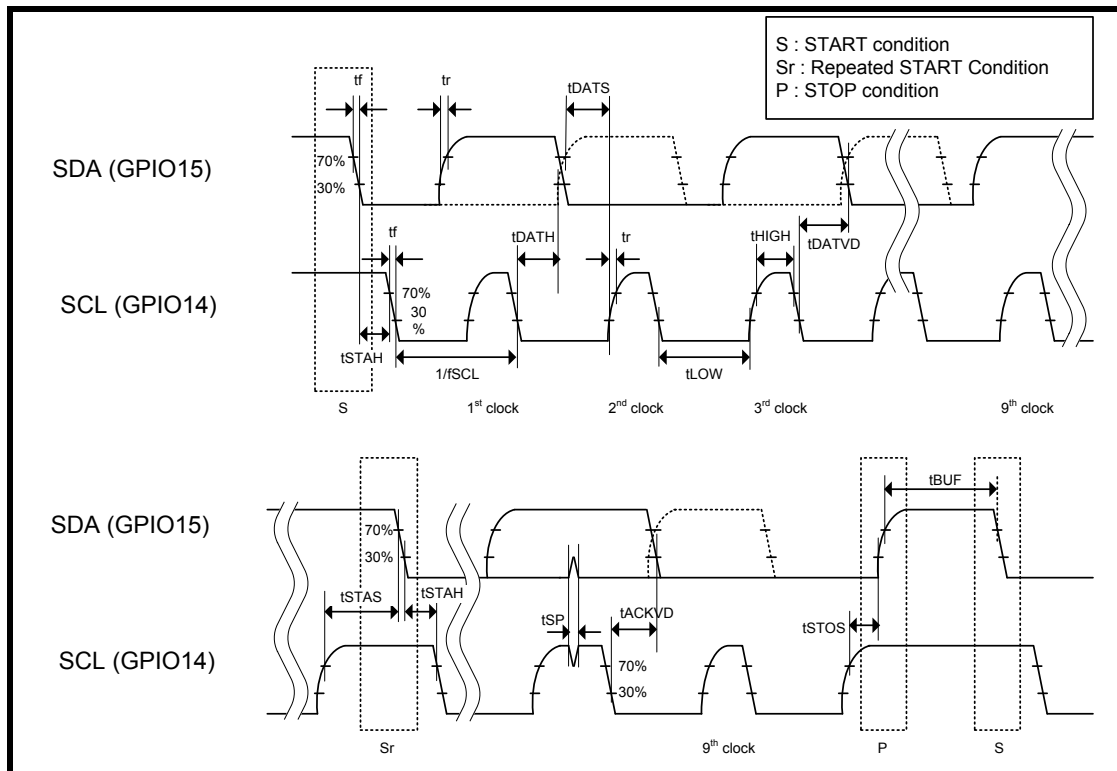 S : START condition
Sr : Repeated START Condition
P : STOP condition
tf
tr
tDATS
SDA (GPIO15)
70%
30%
tf
tDATH
tr
tHIGH
tDATVD
SCL (GPIO14)
70%
30
%
tSTAH
1/fSCL
tLOW
S
1st clock
2nd clock
3rd clock
9th clock
tBUF
SDA (GPIO15)
70%
30%
tSTAS
tSTAH
tSP
tACKVD
tSTOS
SCL (GPIO14)
70%
30%
Sr
9th clock
P
S